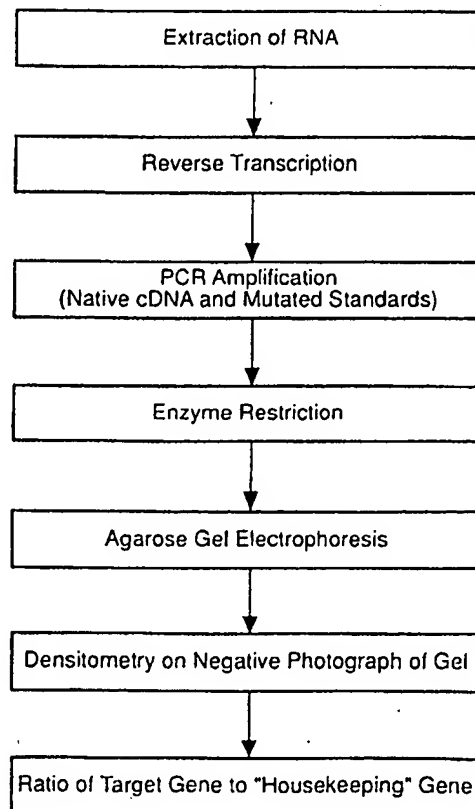 Extraction of RNA
Reverse Transcription
PCR Amplification
(Native cDNA and Mutated Standards)
Enzyme Restriction
Agarose Gel Electrophoresis
Densitometry on Negative Photograph of Gel
Ratio of Target Gene to "Housekeeping" Gene